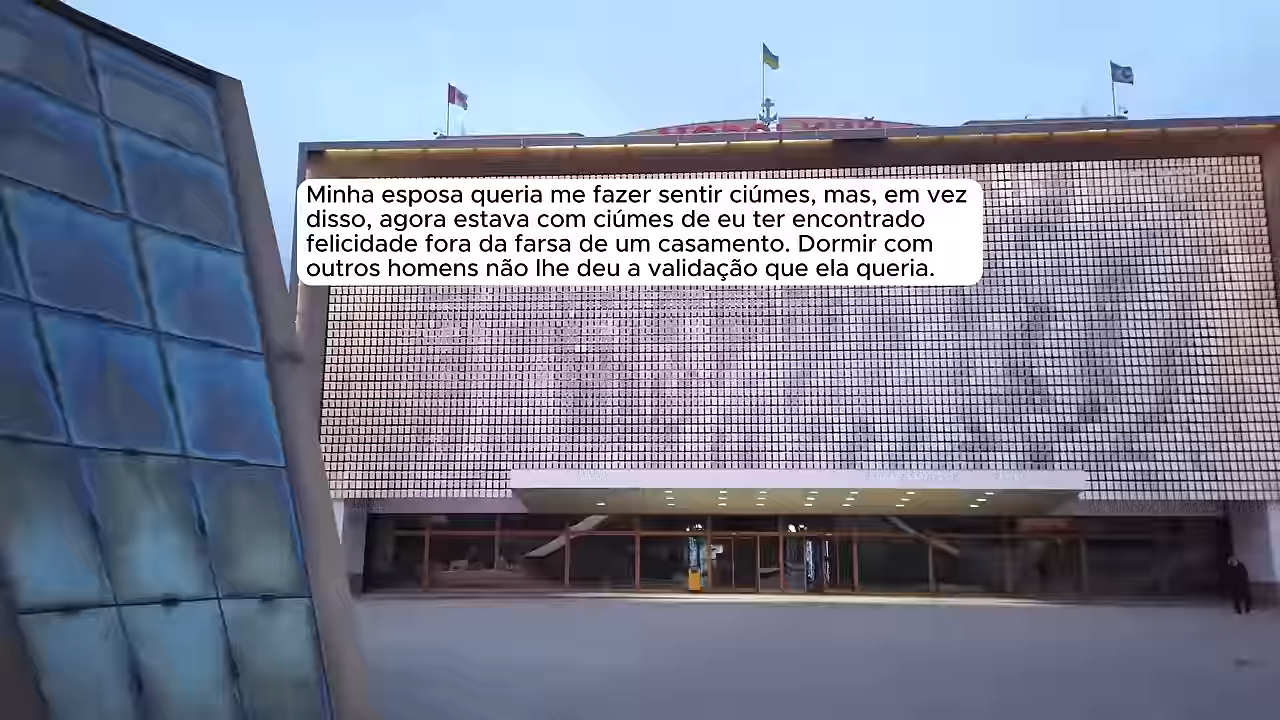 Minha esposa queria me fazer sentir ciúmes, mas, em vez
disso, agora estava com ciúmes de eu ter encontrado
felicidade fora da farsa de um casamento. Dormir com
outros homens não lhe deu a validação que ela queria.